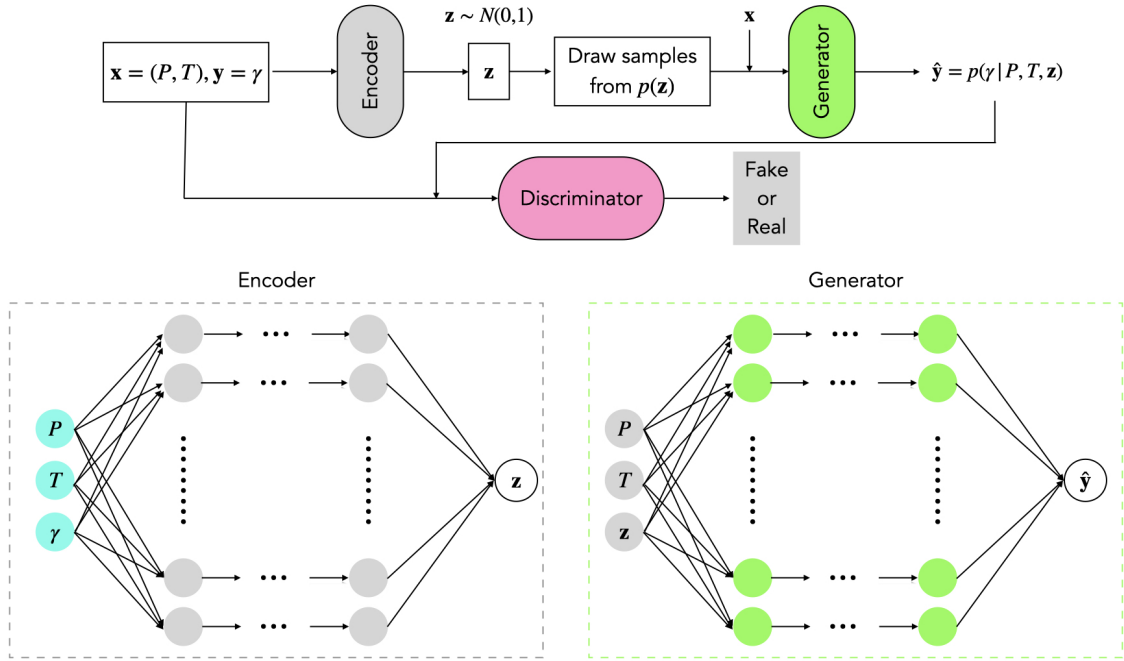 𝐳 ∼ N(0,1)
𝐱
𝐱 = (P, T), 𝐲 = γ
Encoder
𝐳
Draw samples
from p(𝐳)
Generator
ŷ = p(γ | P, T, 𝐳)
Discriminator
Fake
or
Real
Encoder
P
T
γ
𝐳
Generator
P
T
𝐳
ŷ